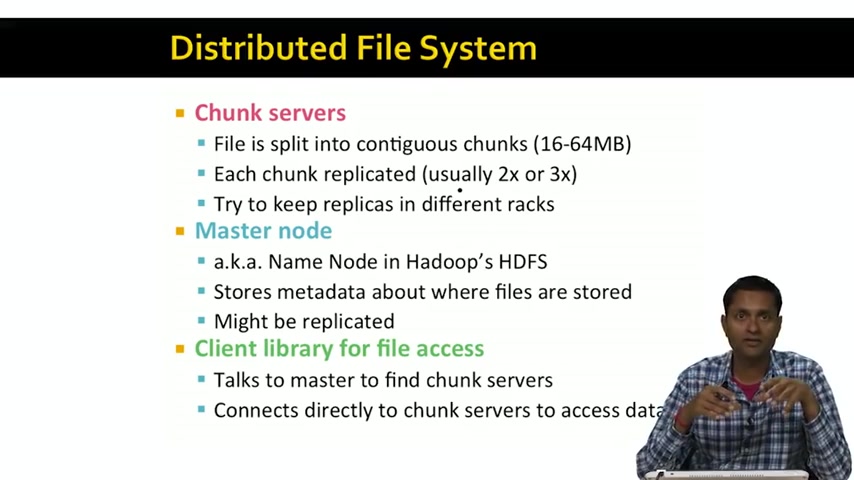 Distributed File System
Chunk servers
File is split into contiguous chunks (16-64MB)
Each chunk replicated (usually 2x or 3x)
Try to keep replicas in different racks
Master node
a.k.a. Name Node in Hadoop's HDFS
Stores metadata about where files are stored
Might be replicated
Client library for file access
Talks to master to find chunk servers
Connects directly to chunk servers to access data